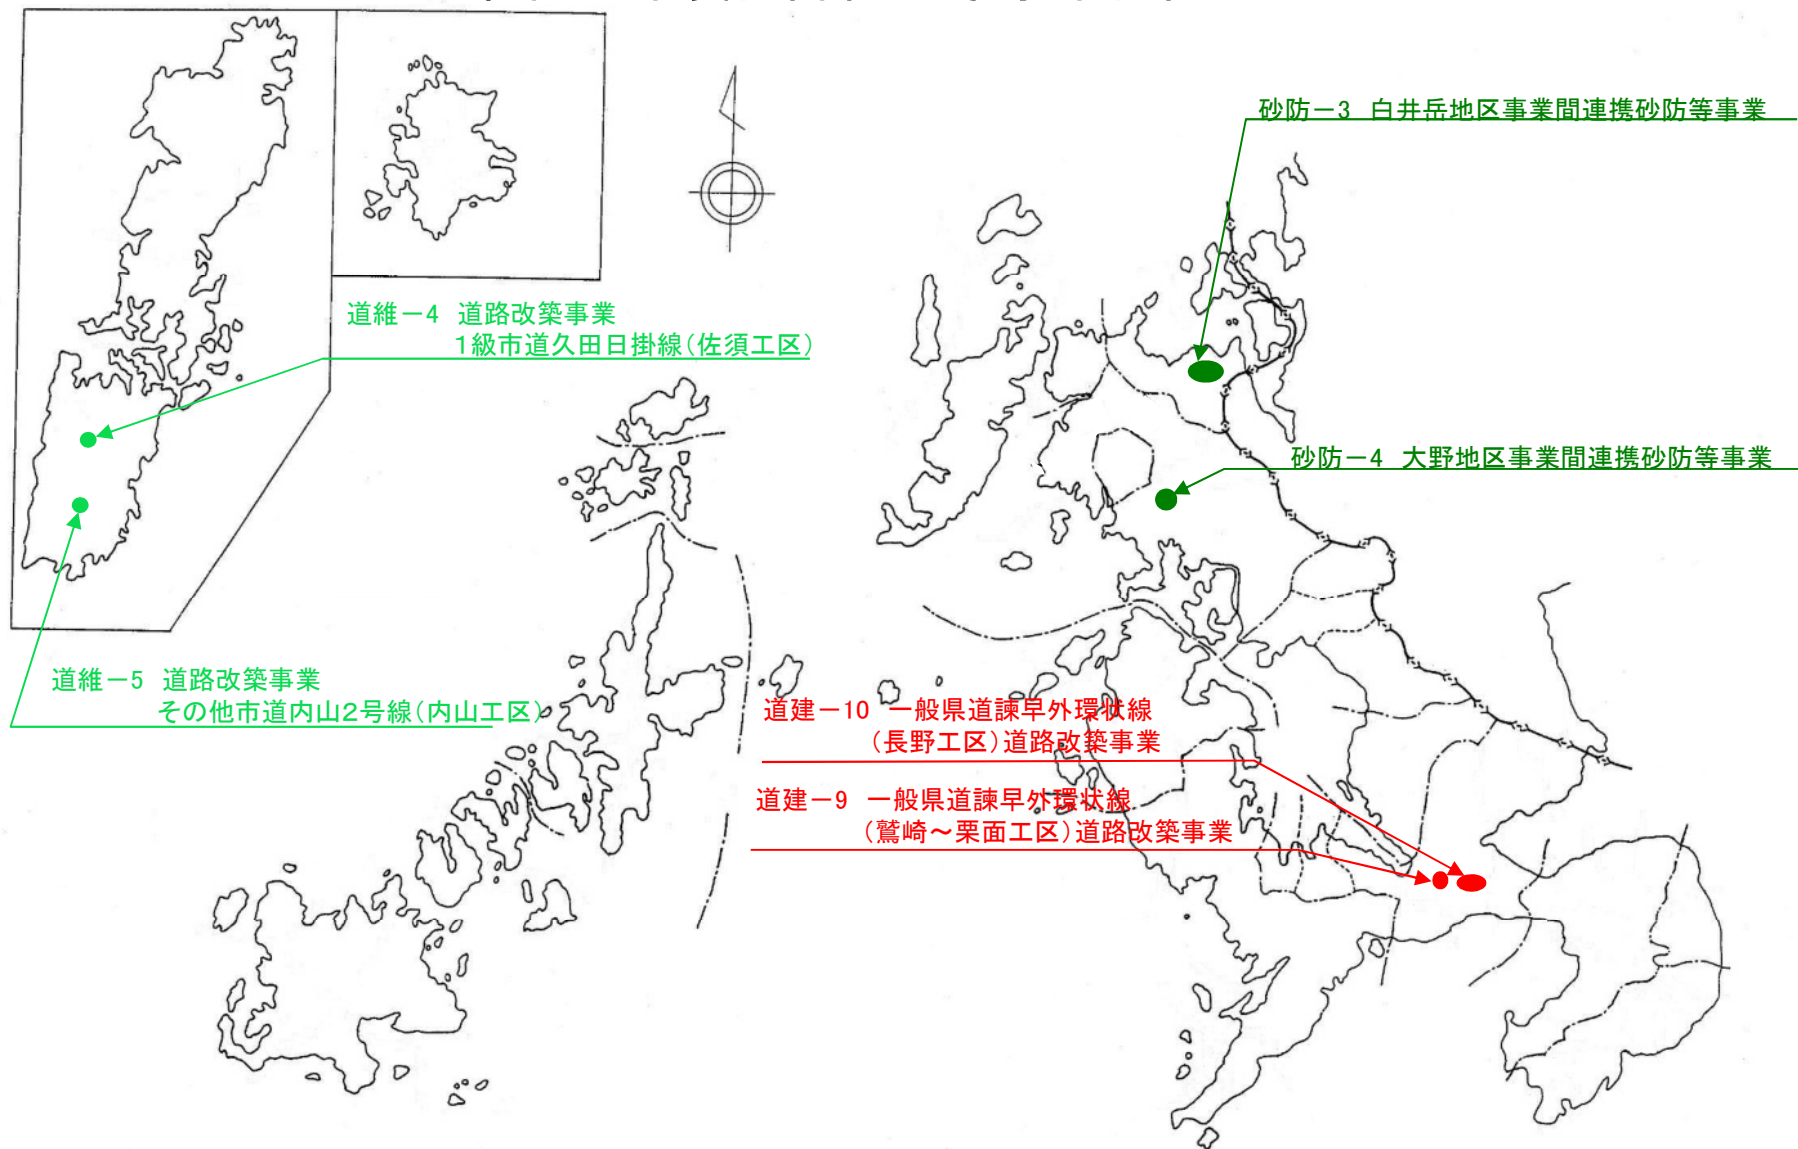 砂防－3 白井岳地区事業間連携砂防等事業
道維－4 道路改築事業
1級市道久田日掛線(佐須工区)
砂防－4 大野地区事業間連携砂防等事業
道維－5 道路改築事業
その他市道内山2号線(内山工区)
道建－10 一般県道諫早外環状線
(長野工区)道路改築事業
道建－9 一般県道諫早外環状線
(鷲崎～栗面工区)道路改築事業